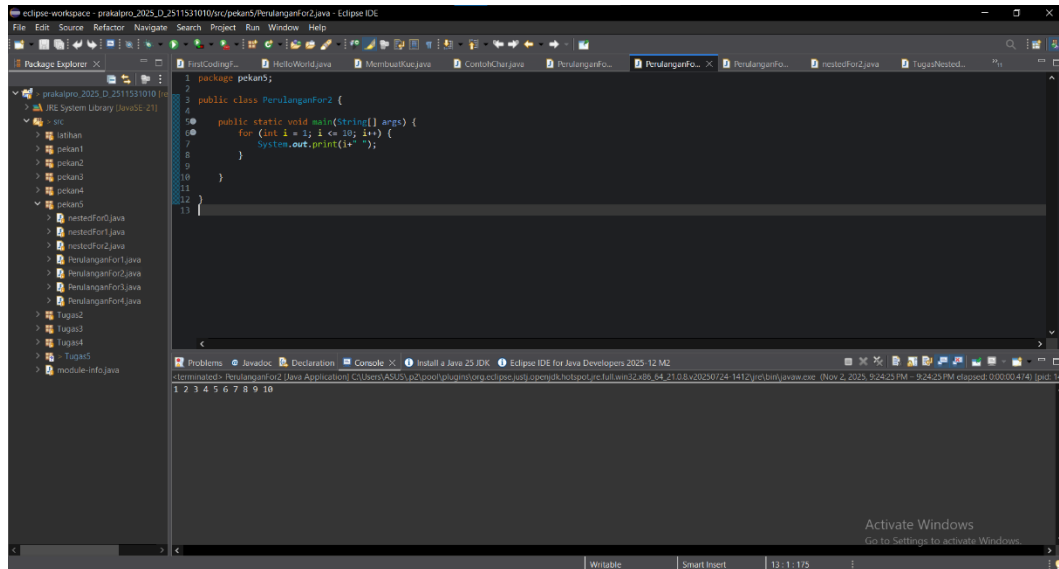 eclipse-workspace - prakalpro_2025_D_2511531010/src/pekan5/PerulanganFor2.java - Eclipse IDE
File Edit Source Refactor Navigate Search Project Run Window Help
Package Explorer
FirstCodingF... HelloWorld.java MembuatKue.java ContohChar.java PerulanganFo... PerulanganFo... PerulanganFo... nestedFor2.java TugasNested... »11
> prakalpro_2025_D_2511531010 [re
JRE System Library [JavaSE-21]
> src
latihan
pekan1
pekan2
pekan3
pekan4
pekan5
nestedFor0.java
nestedFor1.java
nestedFor2.java
PerulanganFor1.java
PerulanganFor2.java
PerulanganFor3.java
PerulanganFor4.java
Tugas2
Tugas3
Tugas4
> Tugas5
module-info.java
1 package pekan5;
2
3 public class PerulanganFor2 {
4
5 public static void main(String[] args) {
6 for (int i = 1; i <= 10; i++) {
7 System.out.print(i+" ");
8 }
9
10 }
11
12 }
13
Problems Javadoc Declaration Console Install a Java 25 JDK Eclipse IDE for Java Developers 2025-12 M2
<terminated> PerulanganFor2 [Java Application] C:\Users\ASUS\.p2\pool\plugins\org.eclipse.justj.openjdk.hotspot.jre.full.win32.x86_64_21.0.8.v20250724-1412\jre\bin\javaw.exe (Nov 2, 2025, 9:24:25 PM – 9:24:25 PM elapsed: 0:00:00.474) [pid: 14
1 2 3 4 5 6 7 8 9 10
Activate Windows
Go to Settings to activate Windows.
Writable Smart Insert 13 : 1 : 175